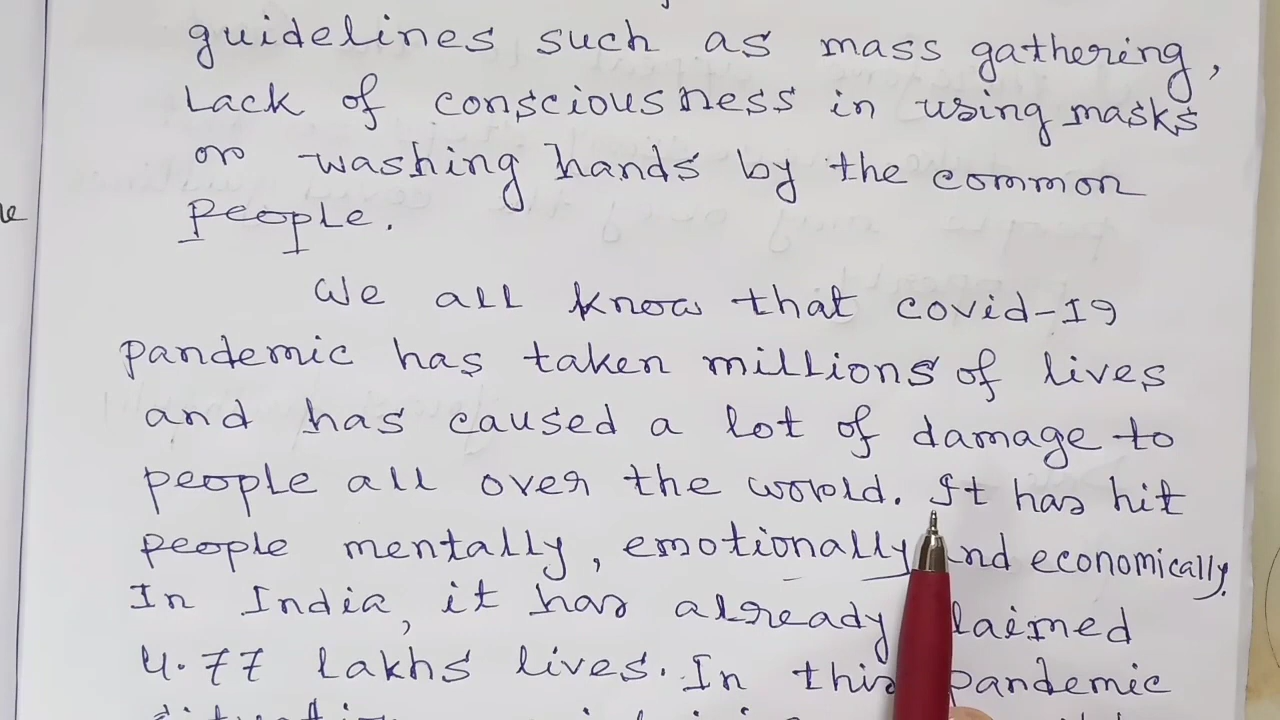 guidelines such as mass gathering,
Lack of consciousness in using masks
or washing hands by the common
people.
We all know that covid-19
pandemic has taken millions of lives
and has caused a lot of damage to
people all over the world. It has hit
people mentally, emotionally and economically.
In India, it has already claimed
4.77 lakhs lives. In this pandemic